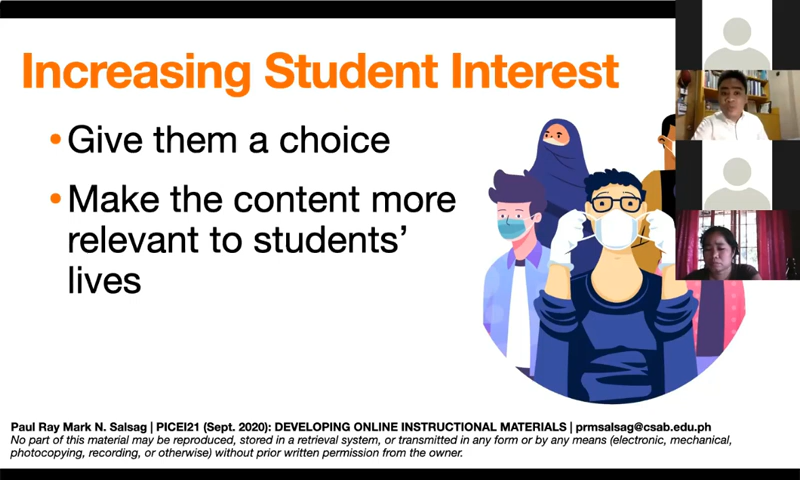 Increasing Student Interest
•Give them a choice
•Make the content more
relevant to students’
lives
Paul Ray Mark N. Salsag | PICEI21 (Sept. 2020): DEVELOPING ONLINE INSTRUCTIONAL MATERIALS | prmsalsag@csab.edu.ph
No part of this material may be reproduced, stored in a retrieval system, or transmitted in any form or by any means (electronic, mechanical,
photocopying, recording, or otherwise) without prior written permission from the owner.